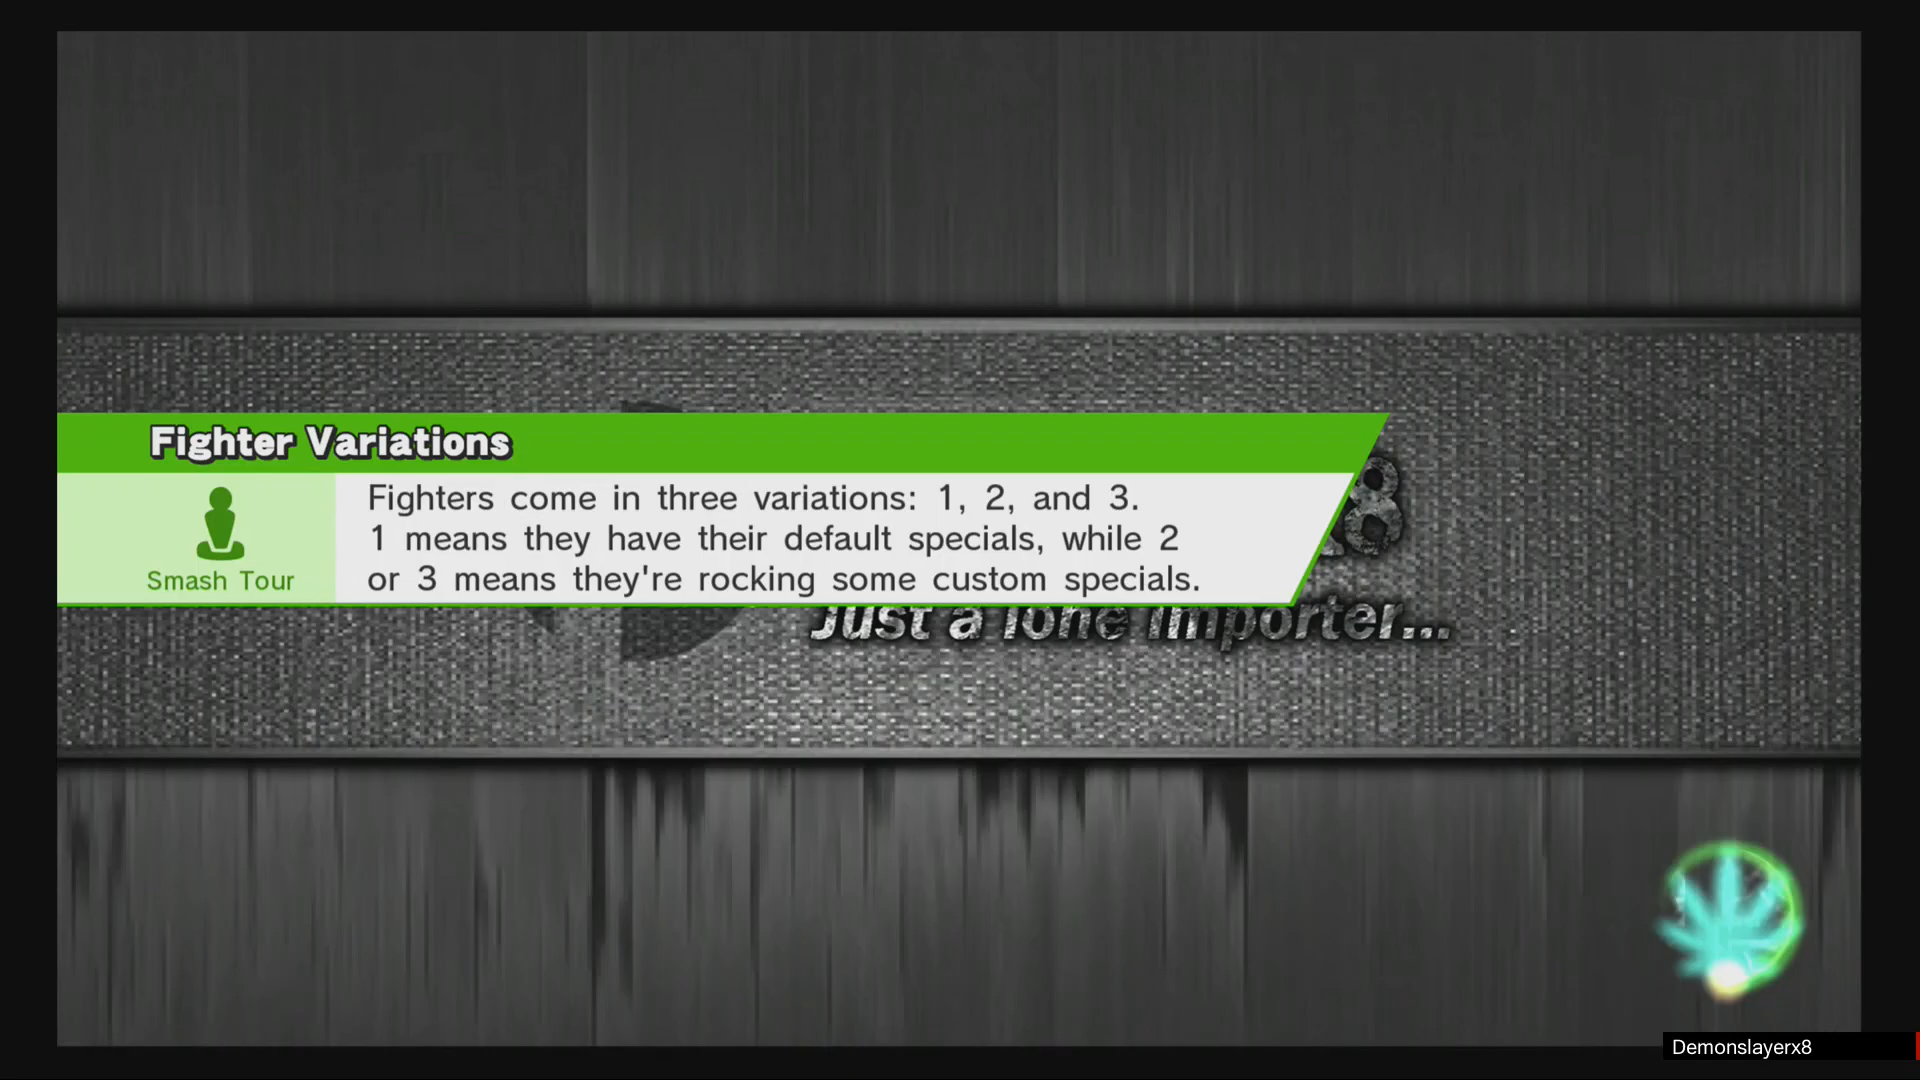 Fighter Variations
Smash Tour
Fighters come in three variations: 1, 2, and 3.
1 means they have their default specials, while 2
or 3 means they're rocking some custom specials.
Just a lone importer...
Demonslayerx8